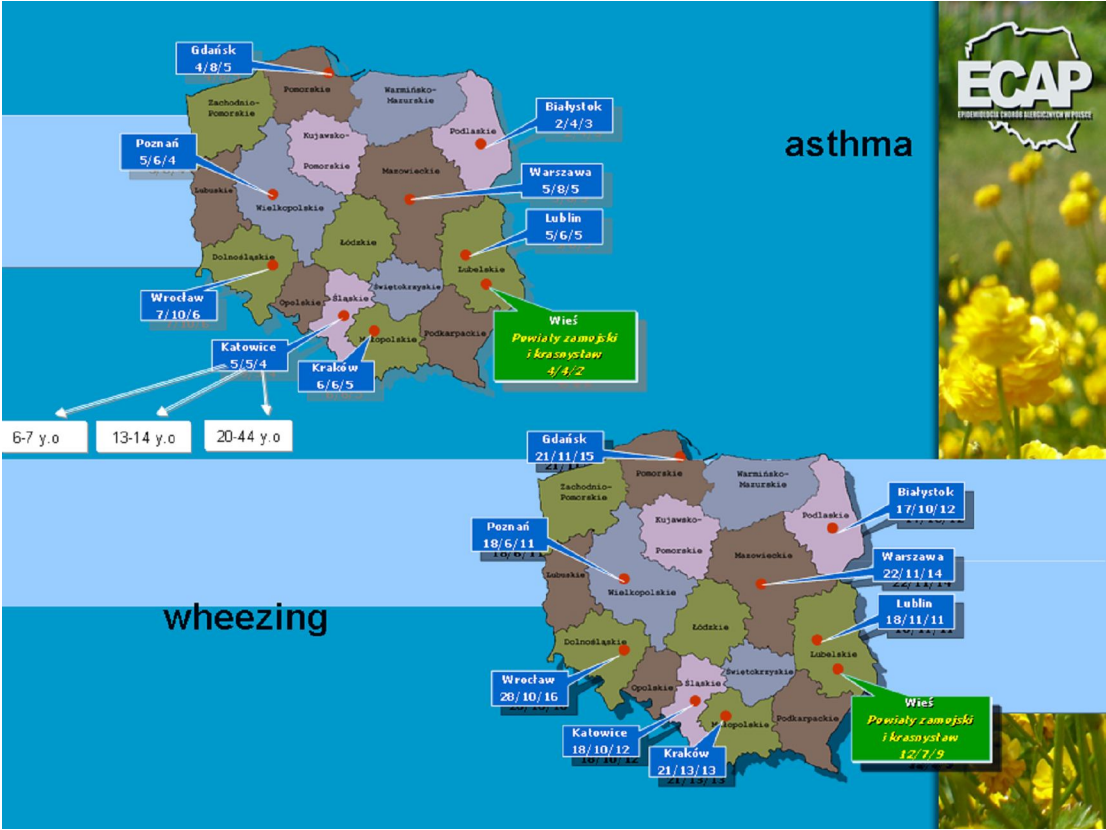 ECAP
EPIDEMIOLOGIA CHORÓB ALERGICZNYCH W POLSCE
asthma
Gdańsk
4/8/5
Pomorskie
Warmińsko-
Mazurskie
Zachodnio-
Pomorskie
Białystok
2/4/3
Podlaskie
Kujawsko-
Pomorskie
Poznań
5/6/4
Mazowieckie
Warszawa
5/8/5
Lubuskie
Wielkopolskie
Lublin
5/6/5
Łódzkie
Dolnośląskie
Lubelskie
Wrocław
7/10/6
Opolskie
Śląskie
Świętokrzyskie
Wieś
Powiaty zamojski
i krasnystaw
4/4/2
Katowice
5/5/4
Małopolskie
Podkarpackie
Kraków
6/6/5
6-7 y.o
13-14 y.o
20-44 y.o
wheezing
Gdańsk
21/11/15
Pomorskie
Warmińsko-
Mazurskie
Zachodnio-
Pomorskie
Białystok
17/10/12
Podlaskie
Kujawsko-
Pomorskie
Poznań
18/6/11
Mazowieckie
Warszawa
22/11/14
Lubuskie
Wielkopolskie
Lublin
18/11/11
Łódzkie
Dolnośląskie
Lubelskie
Wrocław
28/10/16
Opolskie
Śląskie
Świętokrzyskie
Wieś
Powiaty zamojski
i krasnystaw
12/7/9
Katowice
18/10/12
Małopolskie
Podkarpackie
Kraków
21/13/13